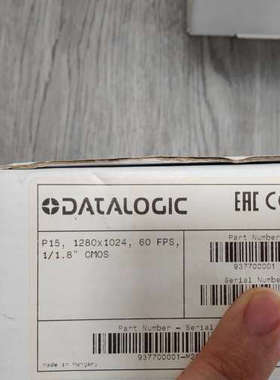 DATALOGIC
EAC
P15, 1280x1024, 60 FPS,
1/1.8" CMOS
Part Number
937700001
Serial Number
Part Number - Serial
made in Hungary